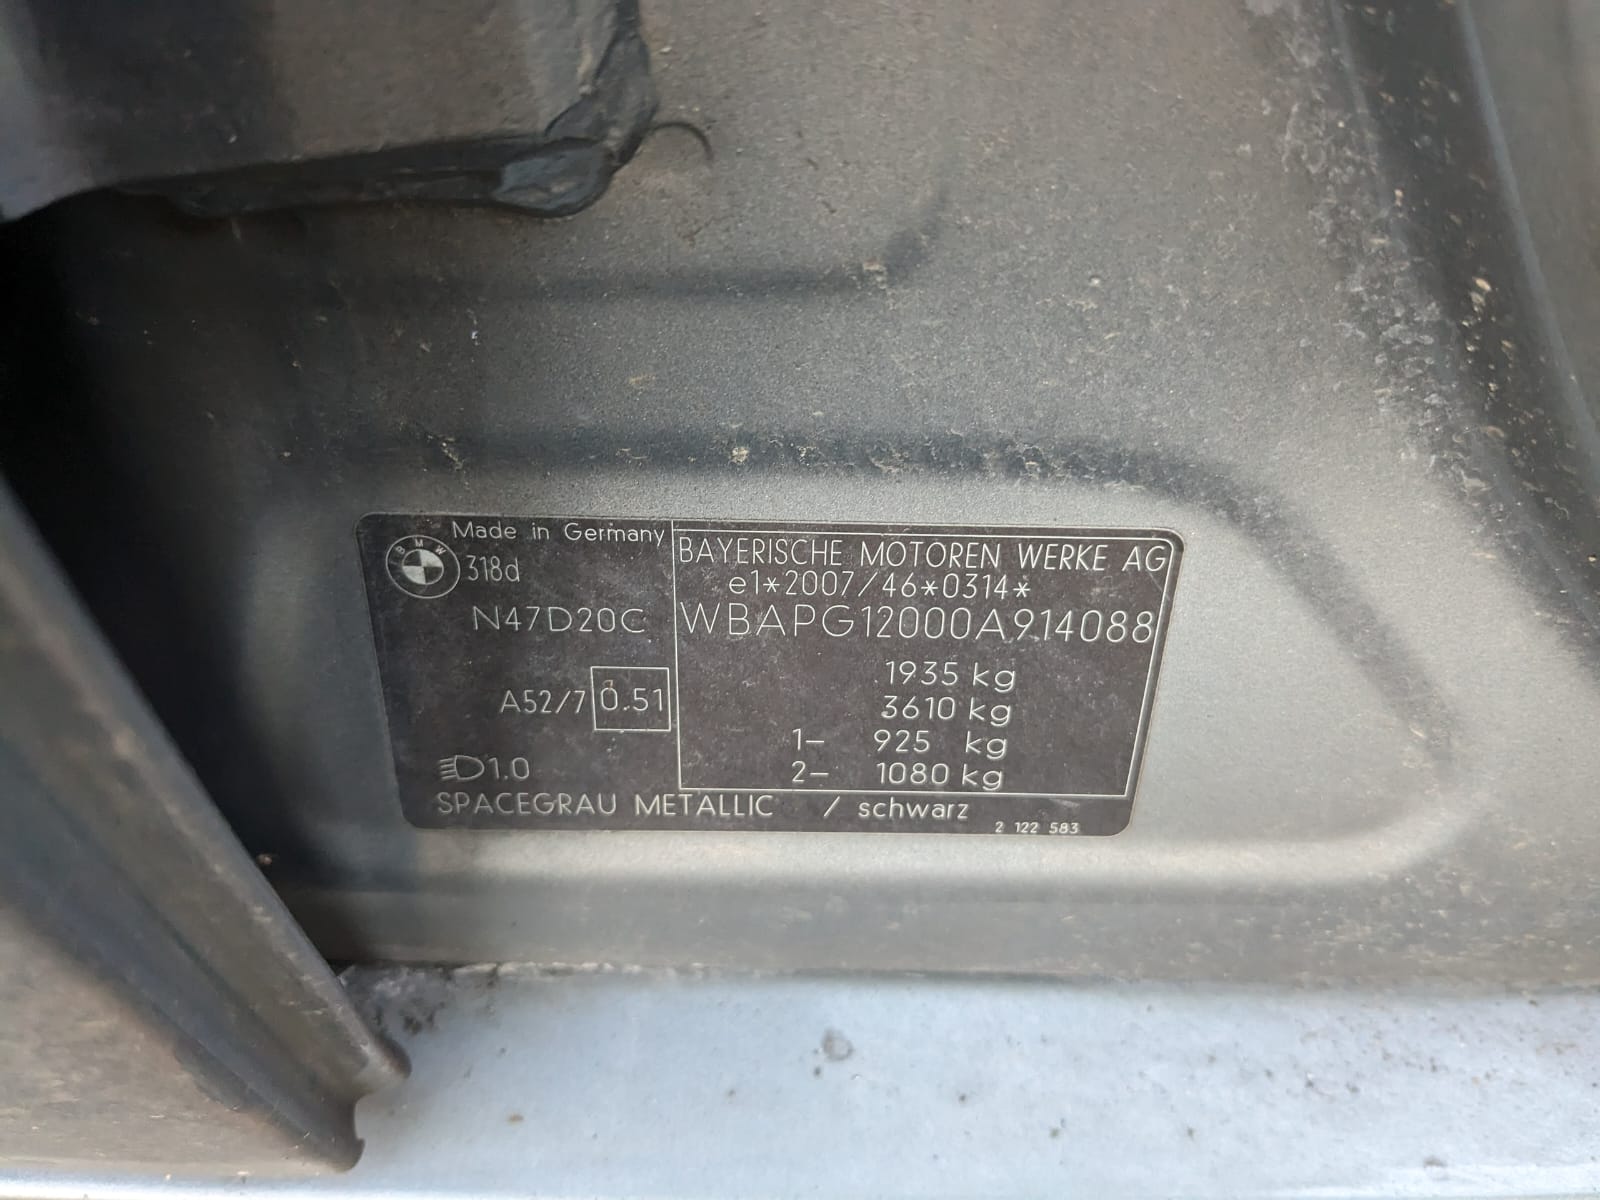 Made in Germany
BMW
318d
N47D20C
A52/7 0.51
1.0
SPACEGRAU METALLIC / schwarz
BAYERISCHE MOTOREN WERKE AG
e1*2007/46*0314*
WBAPG12000A914088
1935 kg
3610 kg
1– 925 kg
2– 1080 kg
2 122 583